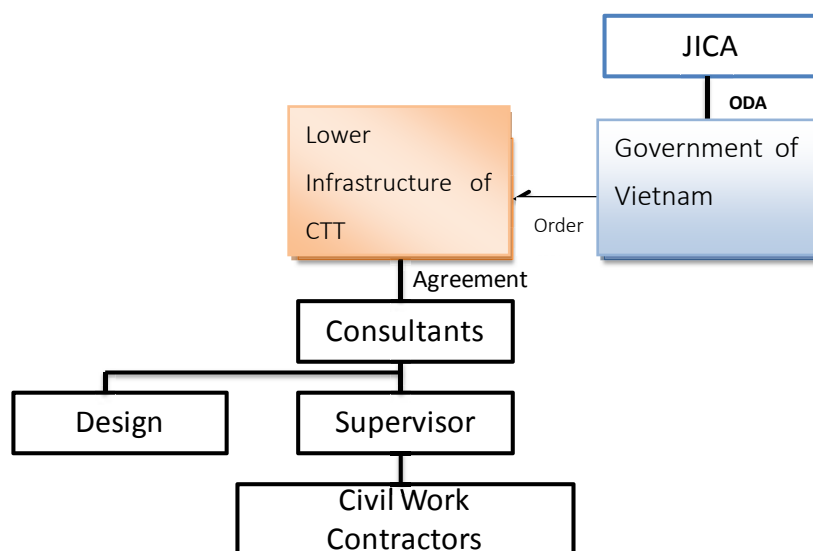 JICA
ODA
Lower
Infrastructure of
CTT
Government of
Vietnam
Order
Agreement
Consultants
Design
Supervisor
Civil Work
Contractors